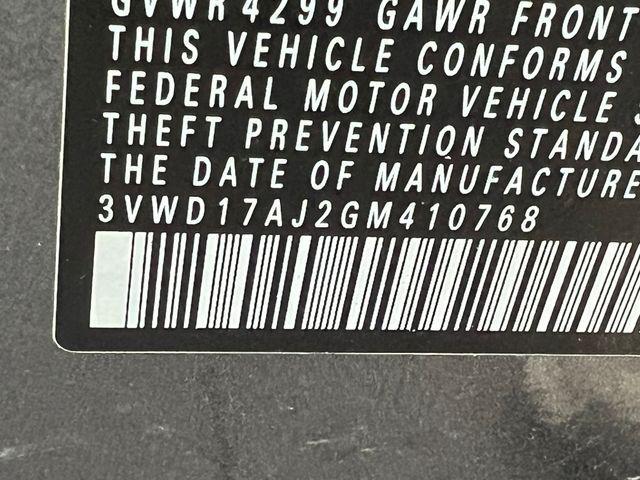 GVWR 4299 GAWR FRONT
THIS VEHICLE CONFORMS
FEDERAL MOTOR VEHICLE
THEFT PREVENTION STANDA
THE DATE OF MANUFACTURE
3VWD17AJ2GM410768